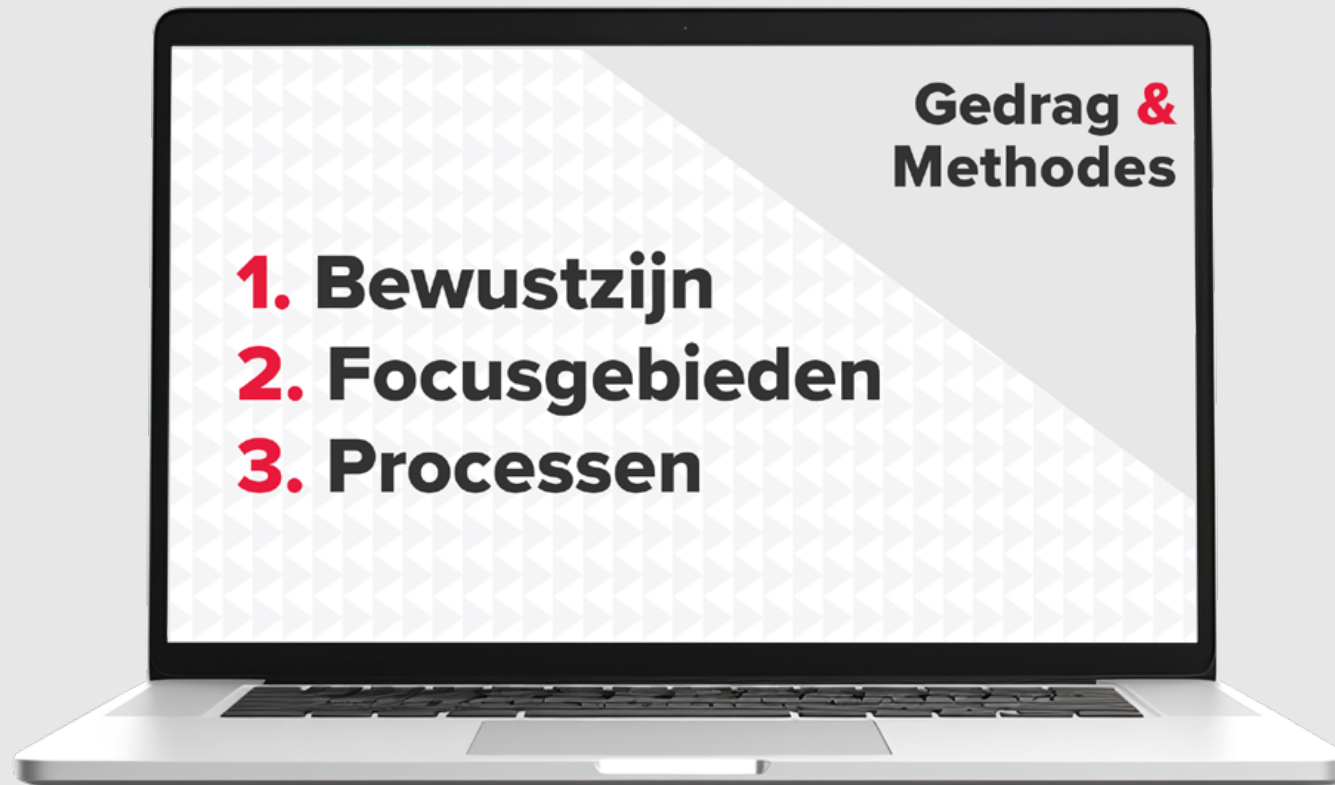 Gedrag &
Methodes
1. Bewustzijn
2. Focusgebieden
3. Processen